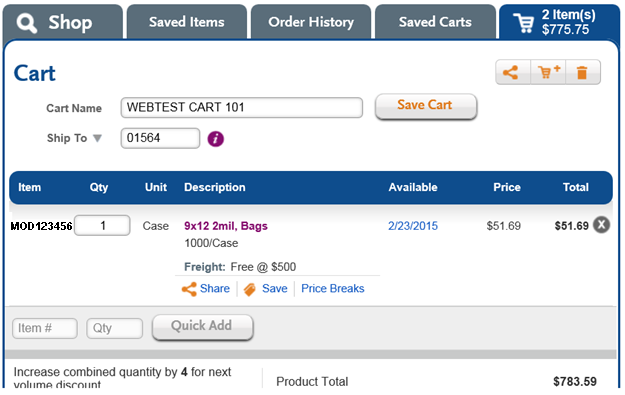 Shop
Saved Items
Order History
Saved Carts
2 Item(s)
$775.75
Cart
Cart Name WEBTEST CART 101 Save Cart
Ship To 01564
Item Qty Unit Description Available Price Total
MOD123456 1 Case 9x12 2mil, Bags 2/23/2015 $51.69 $51.69
1000/Case
Freight: Free @ $500
Share Save Price Breaks
Item # Qty Quick Add
Increase combined quantity by 4 for next
volume discount
Product Total $783.59